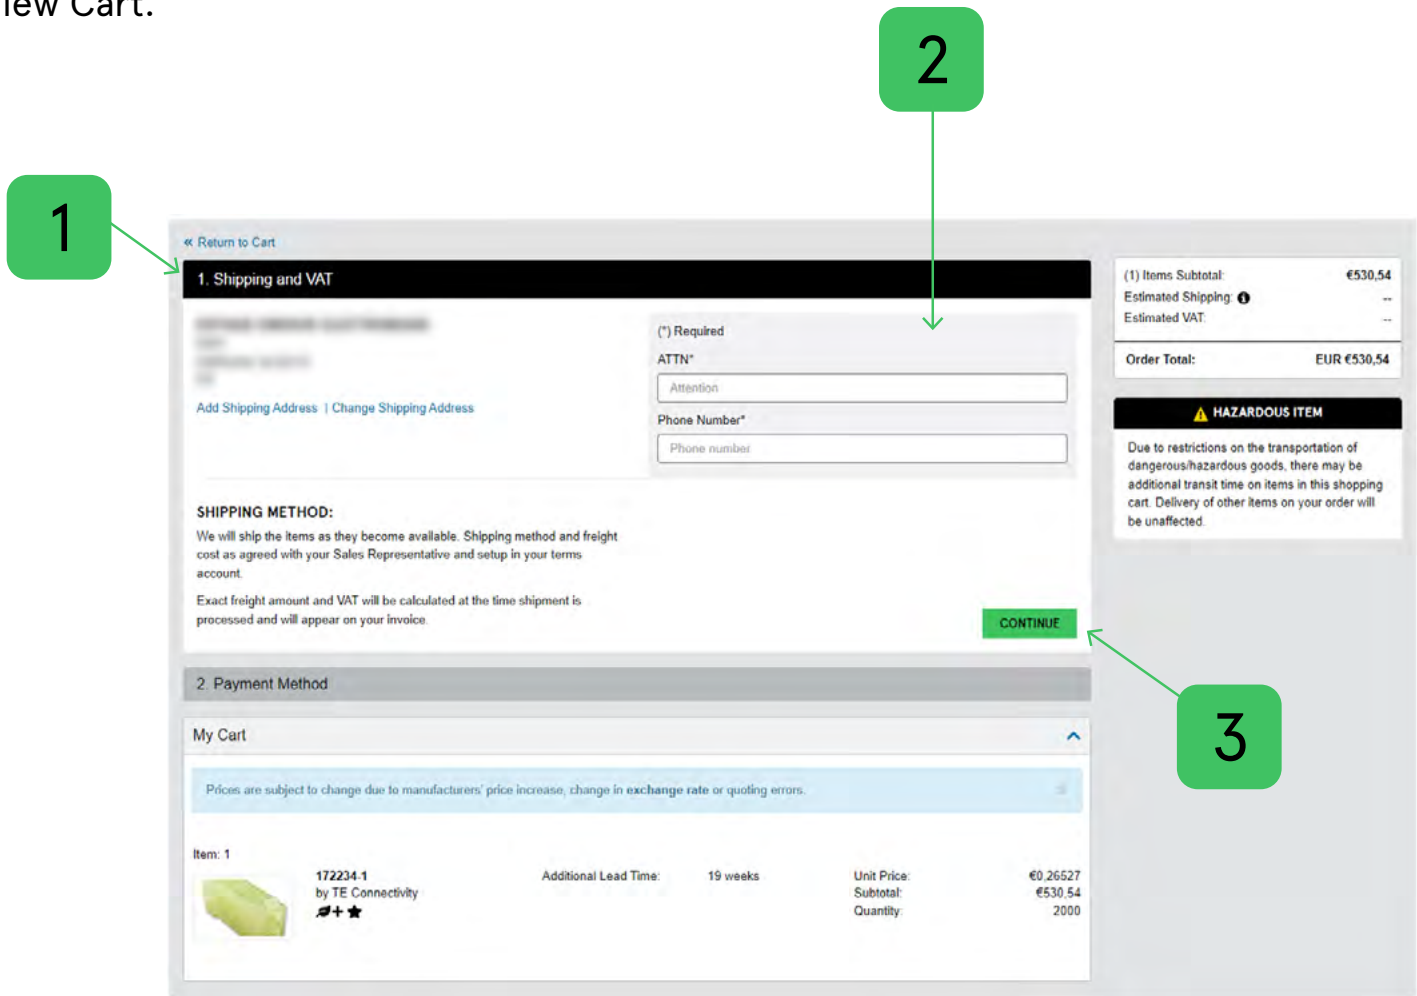 iew Cart.
2
1
« Return to Cart
1. Shipping and VAT
Add Shipping Address | Change Shipping Address
(*) Required
ATTN*
Attention
Phone Number*
Phone number
SHIPPING METHOD:
We will ship the items as they become available. Shipping method and freight
cost as agreed with your Sales Representative and setup in your terms
account.
Exact freight amount and VAT will be calculated at the time shipment is
processed and will appear on your invoice.
CONTINUE
3
(1) Items Subtotal: €530,54
Estimated Shipping: --
Estimated VAT: --
Order Total: EUR €530,54
HAZARDOUS ITEM
Due to restrictions on the transportation of
dangerous/hazardous goods, there may be
additional transit time on items in this shopping
cart. Delivery of other items on your order will
be unaffected.
2. Payment Method
My Cart
Prices are subject to change due to manufacturers' price increase, change in exchange rate or quoting errors.
Item: 1
172234-1
by TE Connectivity
Additional Lead Time: 19 weeks
Unit Price: €0,26527
Subtotal: €530,54
Quantity: 2000